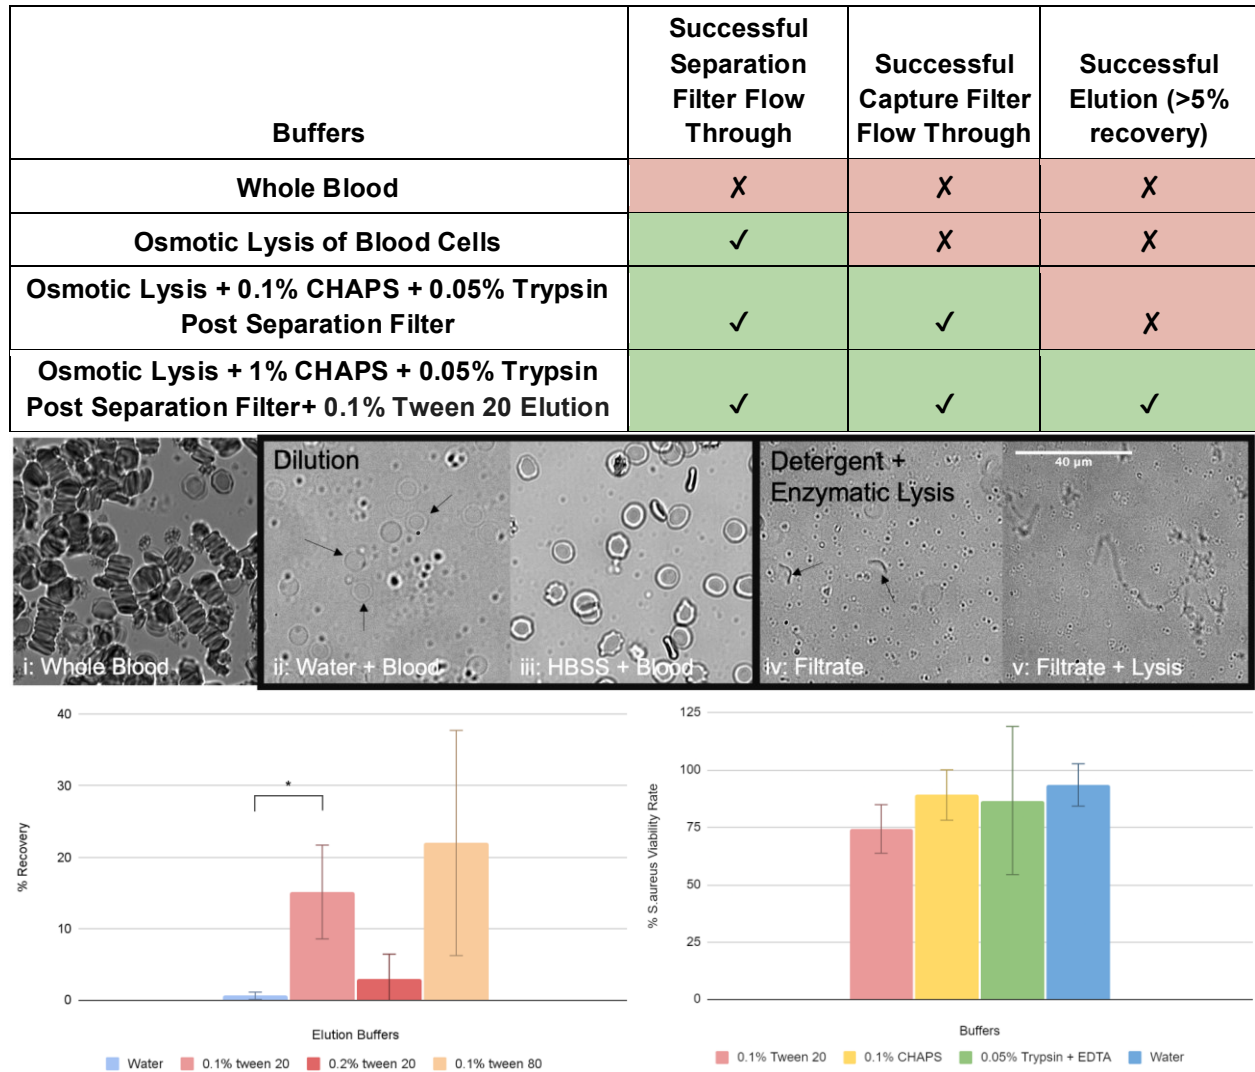 Buffers
Successful
Separation
Filter Flow
Through
Successful
Capture Filter
Flow Through
Successful
Elution (>5%
recovery)
Whole Blood
✗ ✗ ✗
Osmotic Lysis of Blood Cells
✓ ✗ ✗
Osmotic Lysis + 0.1% CHAPS + 0.05% Trypsin
Post Separation Filter
✓ ✓ ✗
Osmotic Lysis + 1% CHAPS + 0.05% Trypsin
Post Separation Filter+ 0.1% Tween 20 Elution
✓ ✓ ✓
Dilution
Detergent +
Enzymatic Lysis
40 µm
i: Whole Blood
ii: Water + Blood
iii: HBSS + Blood
iv: Filtrate
v: Filtrate + Lysis
% Recovery
40
30
20
10
0
*
Elution Buffers
Water
0.1% tween 20
0.2% tween 20
0.1% tween 80
% S.aureus Viability Rate
125
100
75
50
25
0
Buffers
0.1% Tween 20
0.1% CHAPS
0.05% Trypsin + EDTA
Water